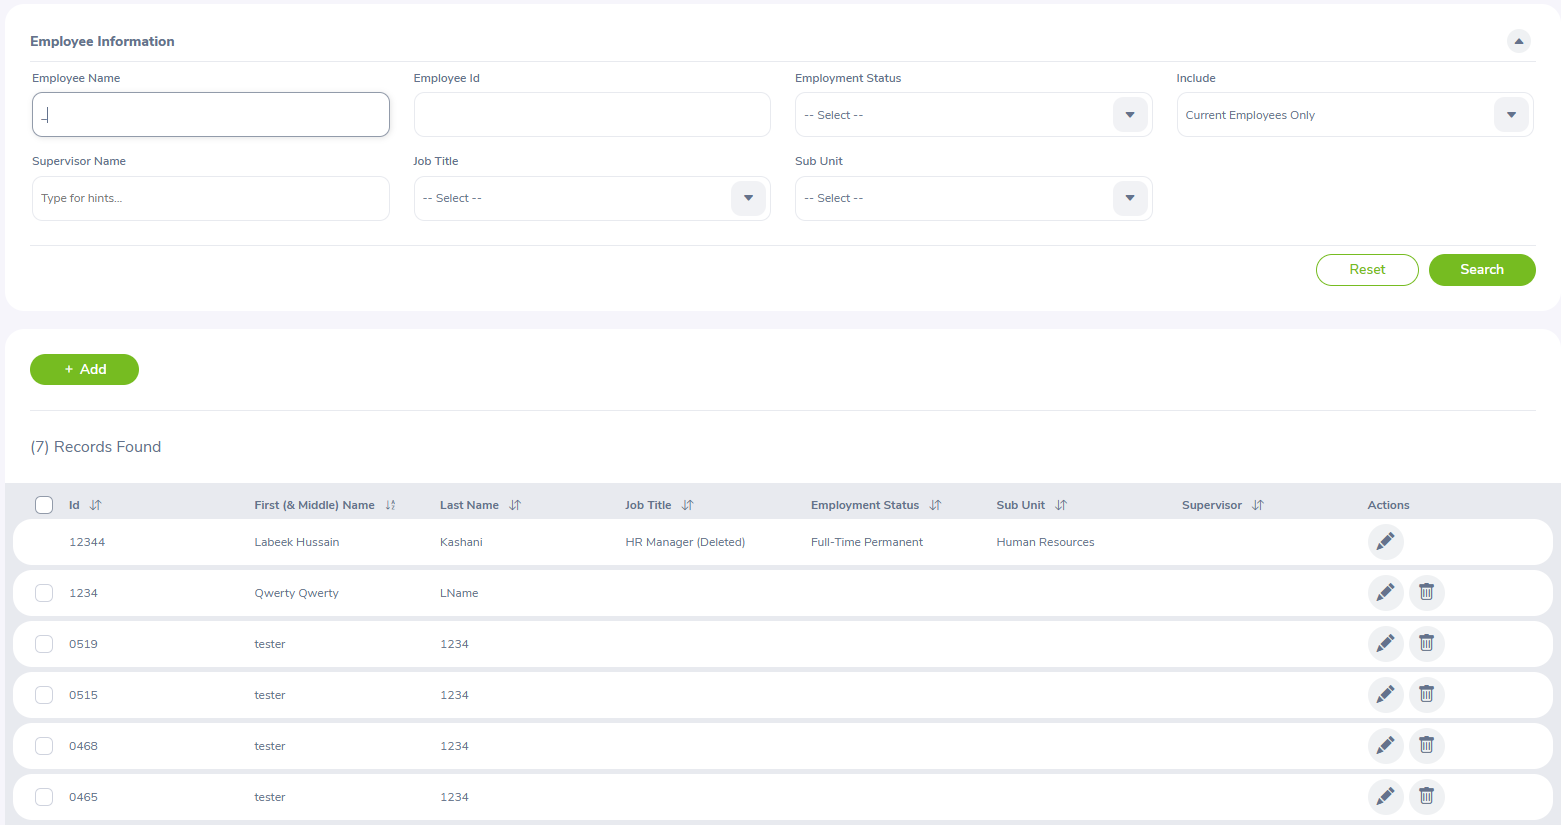 Employee Information
Employee Name Employee Id Employment Status Include
_ -- Select -- Current Employees Only
Supervisor Name Job Title Sub Unit
Type for hints... -- Select -- -- Select --
Reset Search
+ Add
(7) Records Found
Id First (& Middle) Name Last Name Job Title Employment Status Sub Unit Supervisor Actions
12344 Labeek Hussain Kashani HR Manager (Deleted) Full-Time Permanent Human Resources
1234 Qwerty Qwerty LName
0519 tester 1234
0515 tester 1234
0468 tester 1234
0465 tester 1234